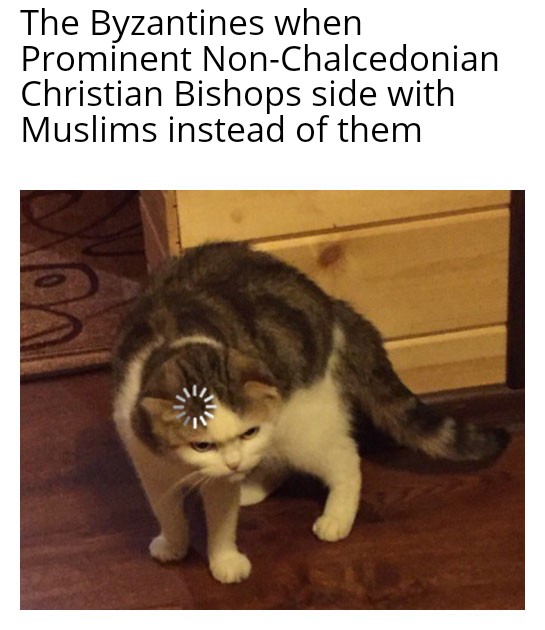 The Byzantines when
Prominent Non-Chalcedonian
Christian Bishops side with
Muslims instead of them